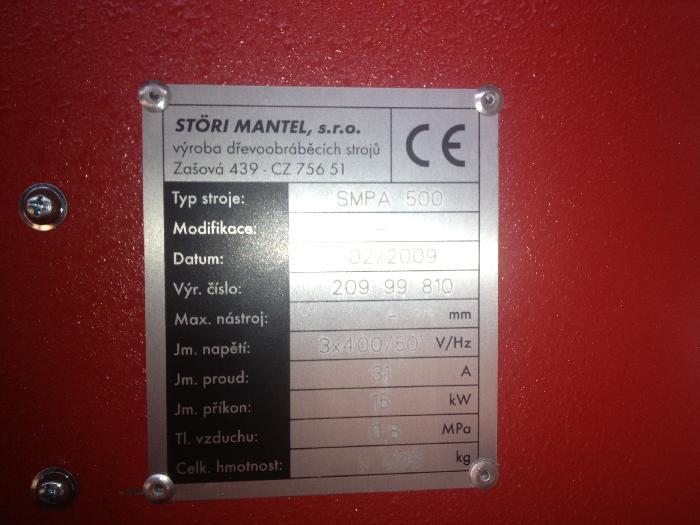 STÖRI MANTEL, s.r.o.
výroba dřevoobráběcích strojů
Zašová 439 - CZ 756 51
CE
Typ stroje: SMPA 500
Modifikace: -
Datum: 02/2009
Výr. číslo: 209 99 810
Max. nástroj: - mm
Jm. napětí: 3x400/50 V/Hz
Jm. proud: 31 A
Jm. příkon: kW
Tl. vzduchu: MPa
Celk. hmotnost: kg